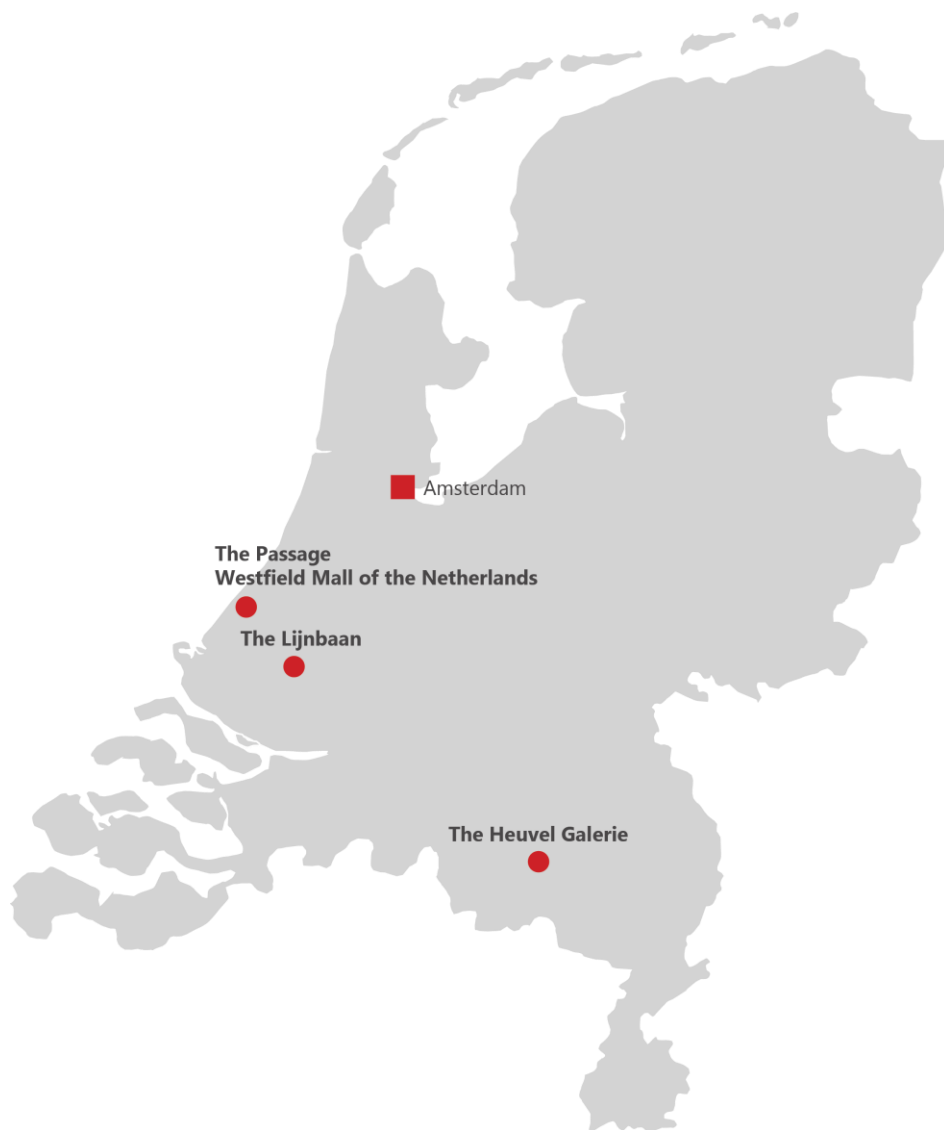 Amsterdam
The Passage
Westfield Mall of the Netherlands
The Lijnbaan
The Heuvel Galerie